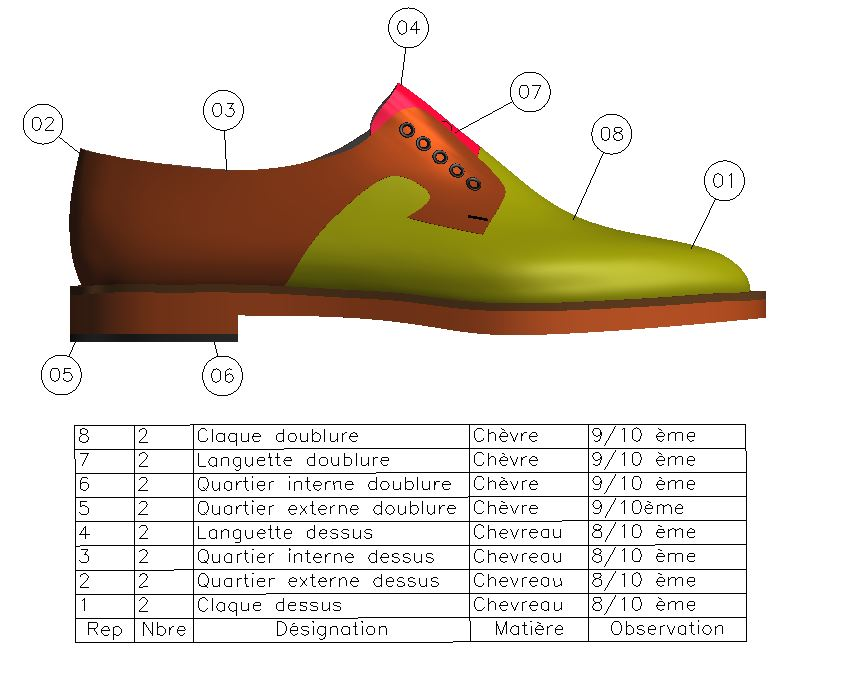 04
07
03
02
08
01
05
06
8 2 Claque doublure Chèvre 9/10 ème
7 2 Languette doublure Chèvre 9/10 ème
6 2 Quartier interne doublure Chèvre 9/10 ème
5 2 Quartier externe doublure Chèvre 9/10ème
4 2 Languette dessus Chevreau 8/10 ème
3 2 Quartier interne dessus Chevreau 8/10 ème
2 2 Quartier externe dessus Chevreau 8/10 ème
1 2 Claque dessus Chevreau 8/10 ème
Rep Nbre Désignation Matière Observation